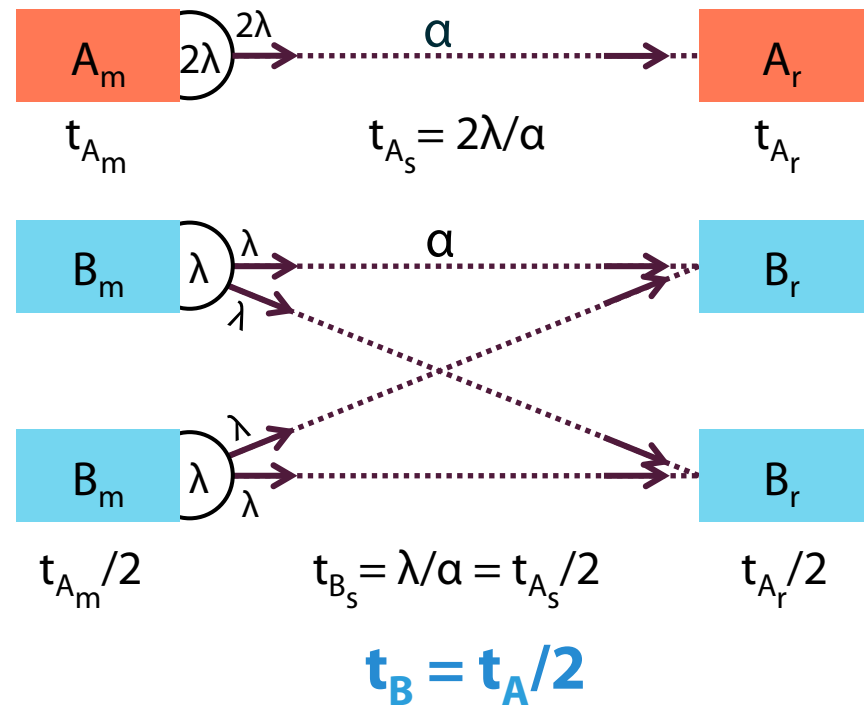 2λ
A_m 2λ α A_r
t_{A_m} t_{A_s} = 2λ/α t_{A_r}
λ α
B_m λ B_r
λ
λ
B_m λ B_r
λ
t_{A_m}/2 t_{B_s} = λ/α = t_{A_s}/2 t_{A_r}/2
t_B = t_A/2